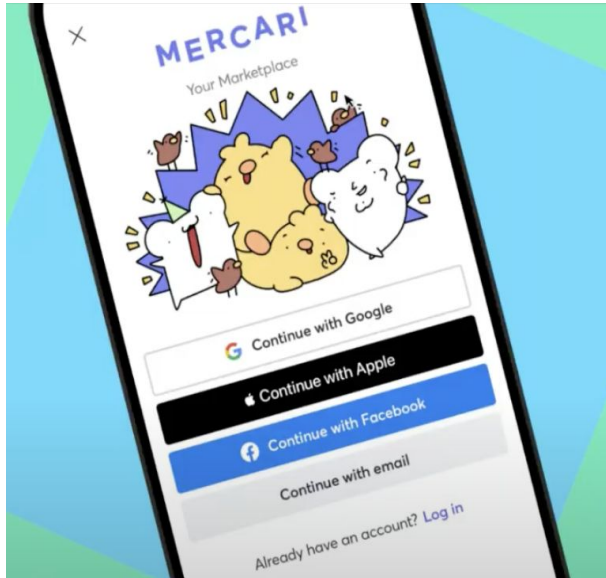 MERCARI
Your Marketplace
Continue with Google
Continue with Apple
Continue with Facebook
Continue with email
Already have an account? Log in